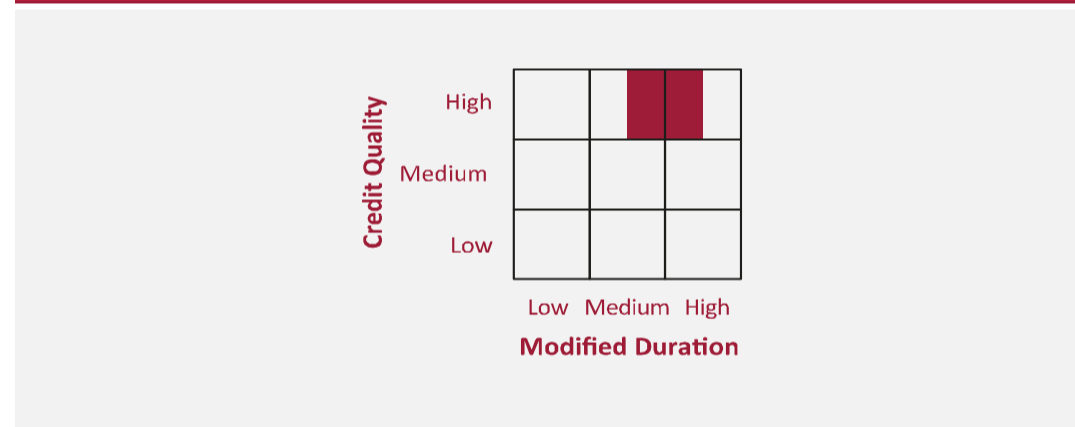 Credit Quality
High
Medium
Low
Low Medium High
Modified Duration